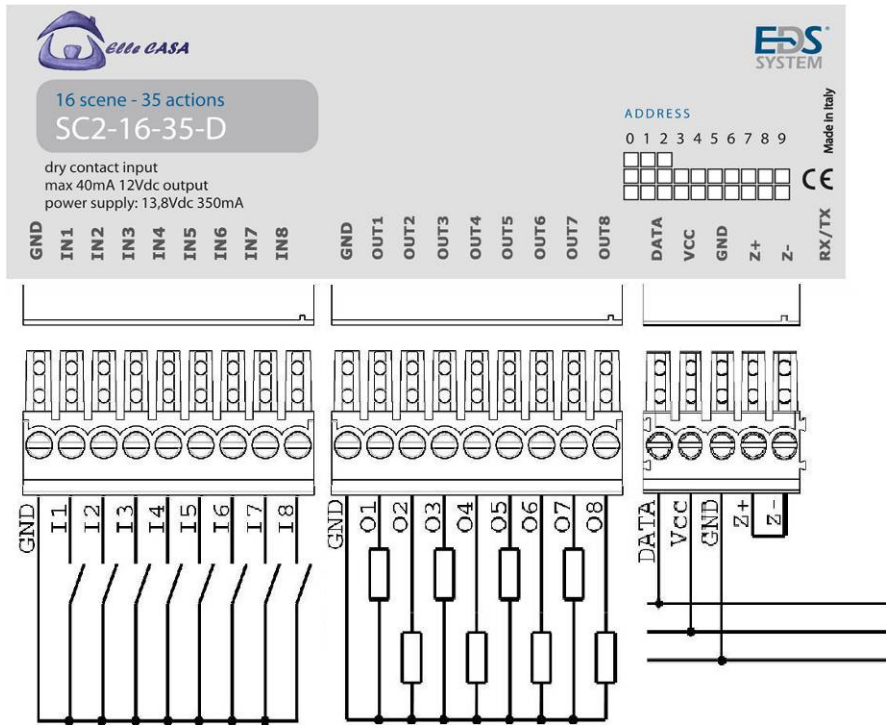 elle CASA
EDS
SYSTEM
16 scene - 35 actions
SC2-16-35-D
dry contact input
max 40mA 12Vdc output
power supply: 13,8Vdc 350mA
ADDRESS
0 1 2 3 4 5 6 7 8 9
Made in Italy
CE
GND IN1 IN2 IN3 IN4 IN5 IN6 IN7 IN8
GND OUT1 OUT2 OUT3 OUT4 OUT5 OUT6 OUT7 OUT8
DATA VCC GND Z+ Z- RX/TX
GND I1 I2 I3 I4 I5 I6 I7 I8
GND O1 O2 O3 O4 O5 O6 O7 O8
DATA Vcc GND Z+ Z-